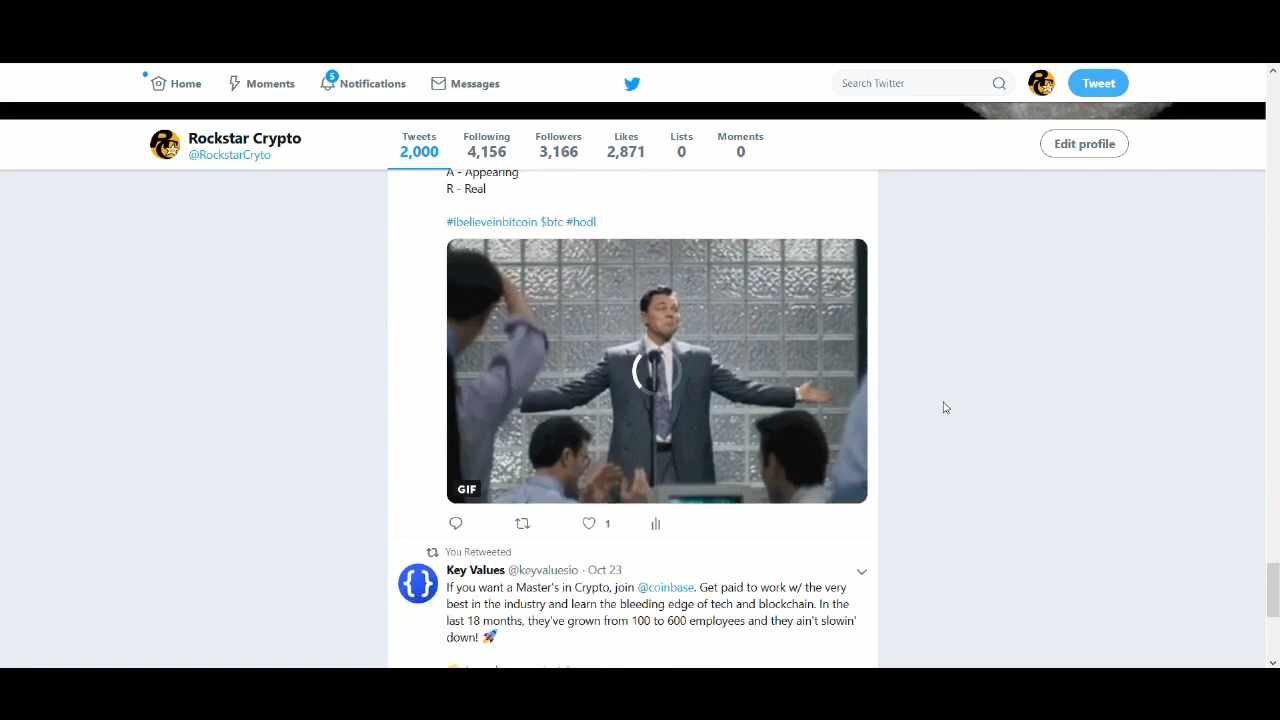 Home Moments 5 Notifications Messages Search Twitter Tweet
Rockstar Crypto
@RockstarCryto
Tweets Following Followers Likes Lists Moments
2,000 4,156 3,166 2,871 0 0
Edit profile
A - Appearing
R - Real
#ibelieveinbitcoin $btc #hodl
GIF
1
You Retweeted
Key Values @keyvaluesio · Oct 23
If you want a Master's in Crypto, join @coinbase. Get paid to work w/ the very
best in the industry and learn the bleeding edge of tech and blockchain. In the
last 18 months, they've grown from 100 to 600 employees and they ain't slowin'
down! 🚀